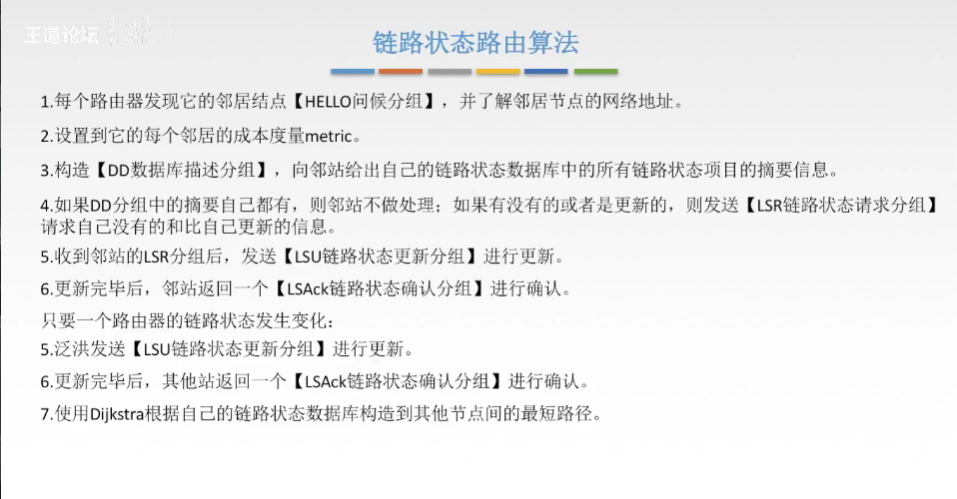 王道论坛
链路状态路由算法
1.每个路由器发现它的邻居结点【HELLO问候分组】，并了解邻居节点的网络地址。
2.设置到它的每个邻居的成本度量metric。
3.构造【DD数据库描述分组】，向邻站给出自己的链路状态数据库中的所有链路状态项目的摘要信息。
4.如果DD分组中的摘要自己都有，则邻站不做处理；如果有没有的或者是更新的，则发送【LSR链路状态请求分组】
请求自己没有的和比自己更新的信息。
5.收到邻站的LSR分组后，发送【LSU链路状态更新分组】进行更新。
6.更新完毕后，邻站返回一个【LSAck链路状态确认分组】进行确认。
只要一个路由器的链路状态发生变化：
5.泛洪发送【LSU链路状态更新分组】进行更新。
6.更新完毕后，其他站返回一个【LSAck链路状态确认分组】进行确认。
7.使用Dijkstra根据自己的链路状态数据库构造到其他节点间的最短路径。